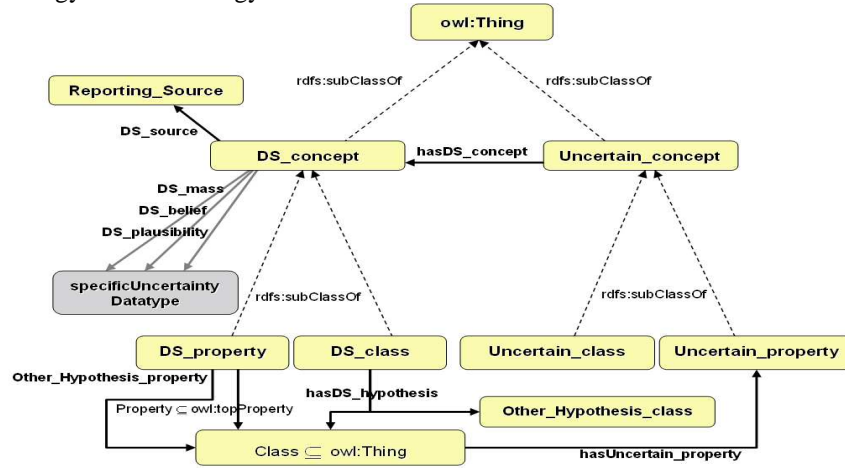 owl:Thing
rdfs:subClassOf
rdfs:subClassOf
Reporting_Source
DS_source
DS_concept
hasDS_concept
Uncertain_concept
DS_mass
DS_belief
DS_plausibility
specificUncertainty
Datatype
rdfs:subClassOf
rdfs:subClassOf
DS_property
DS_class
Uncertain_class
Uncertain_property
Other_Hypothesis_property
hasDS_hypothesis
Property ⊆ owl:topProperty
Other_Hypothesis_class
Class ⊆ owl:Thing
hasUncertain_property